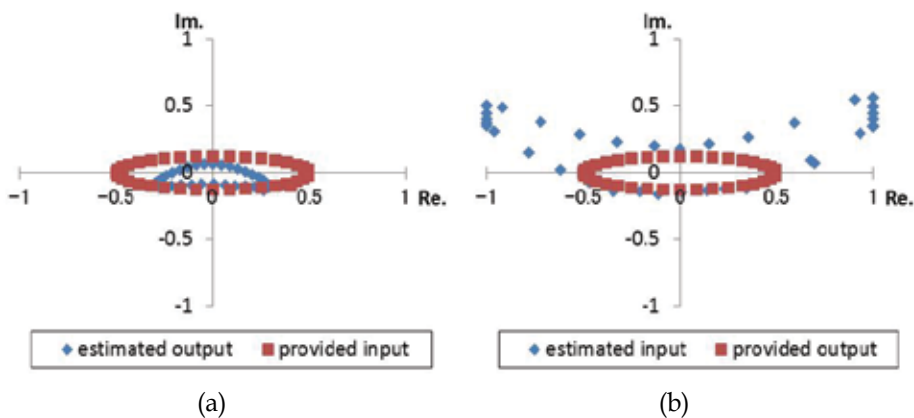 Im.
1
0.5
0
−1
−0.5
0
0.5
1
Re.
-0.5
-1
estimated output
provided input
(a)
Im.
1
0.5
0
−1
−0.5
0
0.5
1
Re.
-0.5
-1
estimated input
provided output
(b)